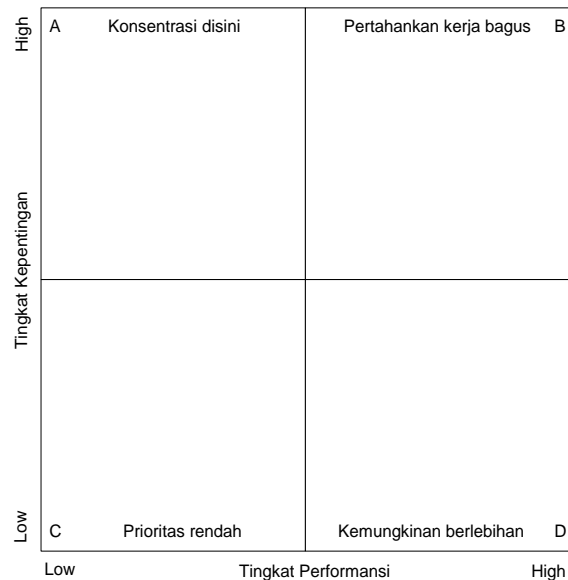 High
A Konsentrasi disini
Pertahankan kerja bagus B
Tingkat Kepentingan
Low
C Prioritas rendah
Kemungkinan berlebihan D
Low
Tingkat Performansi
High